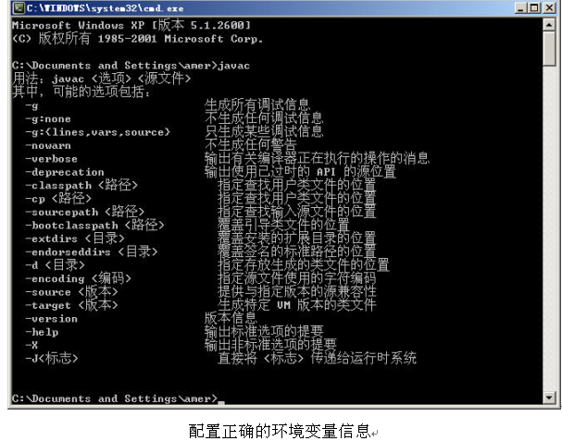 C:\WINDOWS\system32\cmd.exe
Microsoft Windows XP [版本 5.1.2600]
(C) 版权所有 1985-2001 Microsoft Corp.
C:\Documents and Settings\amer>javac
用法: javac <选项> <源文件>
其中, 可能的选项包括:
-g 生成所有调试信息
-g:none 不生成任何调试信息
-g:{lines,vars,source} 只生成某些调试信息
-nowarn 不生成任何警告
-verbose 输出有关编译器正在执行的操作的消息
-deprecation 输出使用已过时的 API 的源位置
-classpath <路径> 指定查找用户类文件的位置
-cp <路径> 指定查找用户类文件的位置
-sourcepath <路径> 指定查找输入源文件的位置
-bootclasspath <路径> 覆盖引导类文件的位置
-extdirs <目录> 覆盖安装的扩展目录的位置
-endorseddirs <目录> 覆盖签名的标准路径的位置
-d <目录> 指定存放生成的类文件的位置
-encoding <编码> 指定源文件使用的字符编码
-source <版本> 提供与指定版本的源兼容性
-target <版本> 生成特定 VM 版本的类文件
-version 版本信息
-help 输出标准选项的提要
-X 输出非标准选项的提要
-J<标志> 直接将 <标志> 传递给运行时系统
C:\Documents and Settings\amer>_
配置正确的环境变量信息